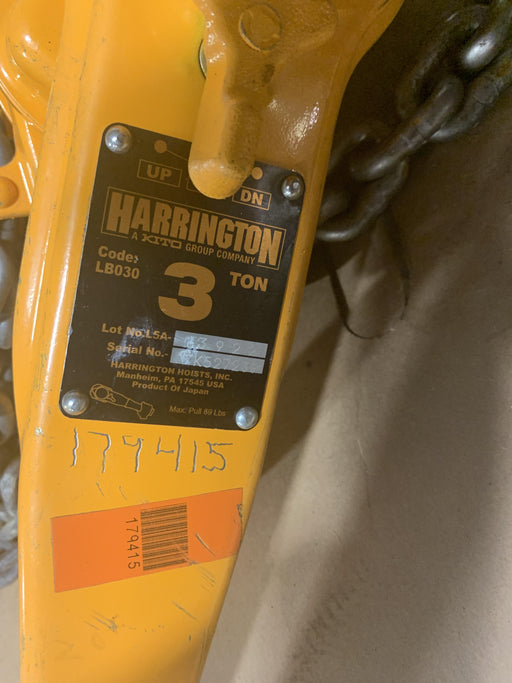 UP
DN
HARRINGTON
A KITO GROUP COMPANY
Code:
LB030
3 TON
Lot No.LSA-
Serial No.-
HARRINGTON HOISTS, INC.
Manheim, PA 17545 USA
Product Of Japan
Max. Pull 89 Lbs
179415
179415